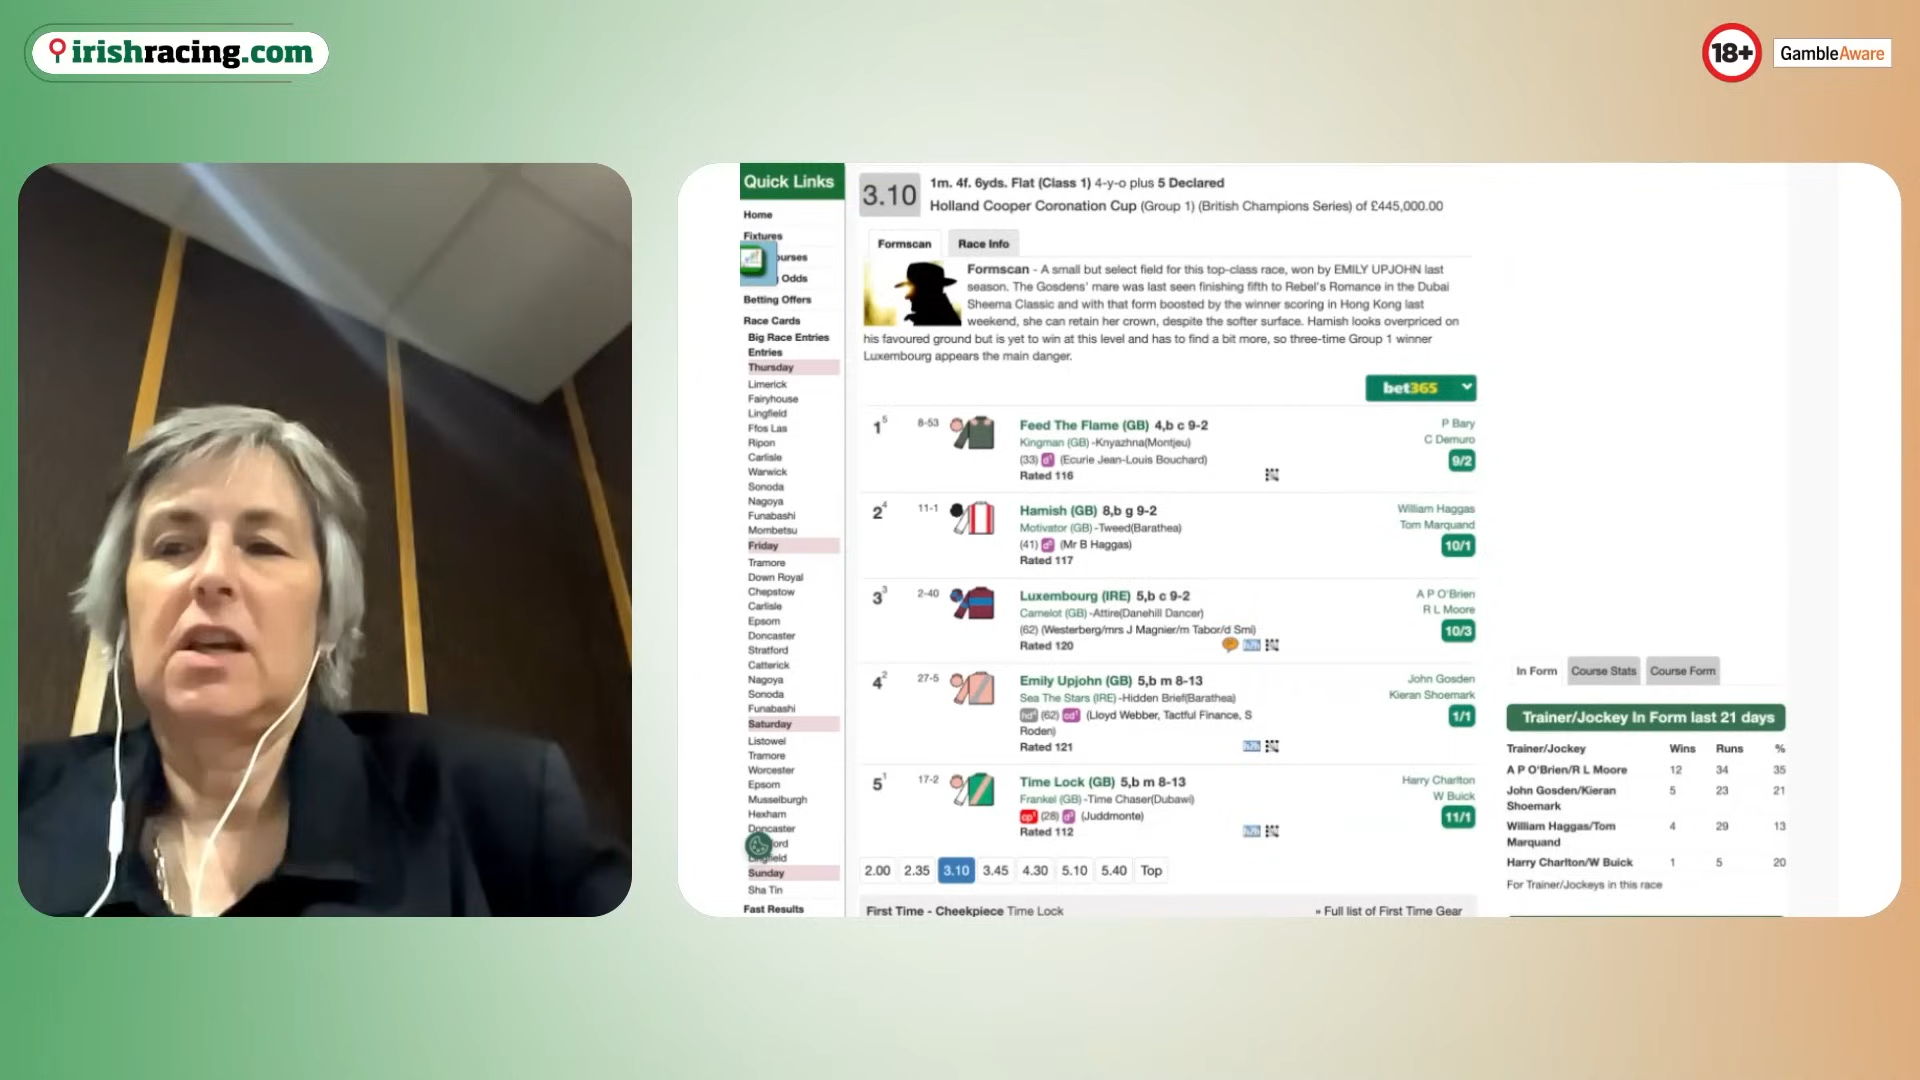 irishracing.com
18+
GambleAware
Quick Links
Home
Fixtures
ourses
Odds
Betting Offers
Race Cards
Big Race Entries
Entries
Thursday
Limerick
Fairyhouse
Lingfield
Ffos Las
Ripon
Carlisle
Warwick
Sonoda
Nagoya
Funabashi
Mombetsu
Friday
Tramore
Down Royal
Chepstow
Carlisle
Epsom
Doncaster
Stratford
Catterick
Nagoya
Sonoda
Funabashi
Saturday
Listowel
Tramore
Worcester
Epsom
Musselburgh
Hexham
Doncaster
ord
Lingfield
Sunday
Sha Tin
Fast Results
3.10
1m. 4f. 6yds. Flat (Class 1) 4-y-o plus 5 Declared
Holland Cooper Coronation Cup (Group 1) (British Champions Series) of £445,000.00
Formscan Race Info
Formscan - A small but select field for this top-class race, won by EMILY UPJOHN last
season. The Gosdens' mare was last seen finishing fifth to Rebel's Romance in the Dubai
Sheema Classic and with that form boosted by the winner scoring in Hong Kong last
weekend, she can retain her crown, despite the softer surface. Hamish looks overpriced on
his favoured ground but is yet to win at this level and has to find a bit more, so three-time Group 1 winner
Luxembourg appears the main danger.
bet365
1 5 8-53 Feed The Flame (GB) 4,b c 9-2 P Bary
Kingman (GB) -Knyazhna(Montjeu) C Demuro
(33) d1 (Ecurie Jean-Louis Bouchard) 9/2
Rated 116
2 4 11-1 Hamish (GB) 8,b g 9-2 William Haggas
Motivator (GB) -Tweed(Barathea) Tom Marquand
(41) (Mr B Haggas) 10/1
Rated 117
3 3 2-40 Luxembourg (IRE) 5,b c 9-2 A P O'Brien
Camelot (GB) -Attire(Danehill Dancer) R L Moore
(62) (Westerberg/mrs J Magnier/m Tabor/d Smi) 10/3
Rated 120 h2h
4 2 27-5 Emily Upjohn (GB) 5,b m 8-13 John Gosden
Sea The Stars (IRE) -Hidden Brief(Barathea) Kieran Shoemark
hd1 (62) cd1 (Lloyd Webber, Tactful Finance, S 1/1
Roden)
Rated 121 h2h
5 1 17-2 Time Lock (GB) 5,b m 8-13 Harry Charlton
Frankel (GB) -Time Chaser(Dubawi) W Buick
cp1 (28) (Juddmonte) 11/1
Rated 112 h2h
2.00 2.35 3.10 3.45 4.30 5.10 5.40 Top
First Time - Cheekpiece Time Lock » Full list of First Time Gear
In Form Course Stats Course Form
Trainer/Jockey In Form last 21 days
Trainer/Jockey Wins Runs %
A P O'Brien/R L Moore 12 34 35
John Gosden/Kieran 5 23 21
Shoemark
William Haggas/Tom 4 29 13
Marquand
Harry Charlton/W Buick 1 5 20
For Trainer/Jockeys in this race